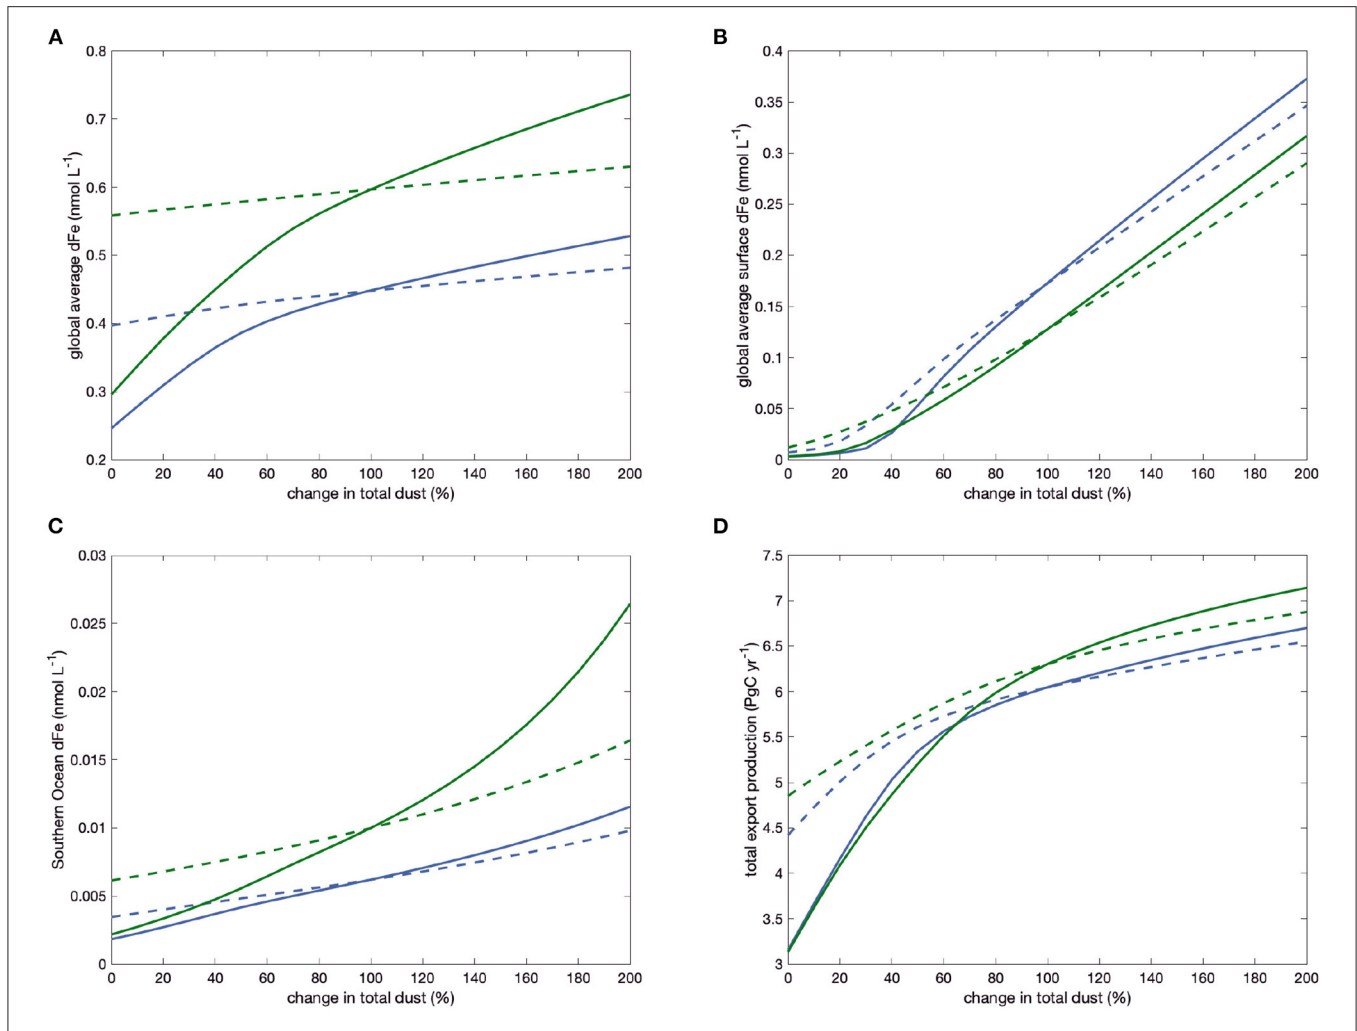 A
0.8
0.7
0.6
0.5
0.4
0.3
0.2
global average dFe (nmol L-1)
0 20 40 60 80 100 120 140 160 180 200
change in total dust (%)
B
0.4
0.35
0.3
0.25
0.2
0.15
0.1
0.05
0
global average surface dFe (nmol L-1)
0 20 40 60 80 100 120 140 160 180 200
change in total dust (%)
C
0.03
0.025
0.02
0.015
0.01
0.005
0
Southern Ocean dFe (nmol L-1)
0 20 40 60 80 100 120 140 160 180 200
change in total dust (%)
D
7.5
7
6.5
6
5.5
5
4.5
4
3.5
3
total export production (PgC yr-1)
0 20 40 60 80 100 120 140 160 180 200
change in total dust (%)